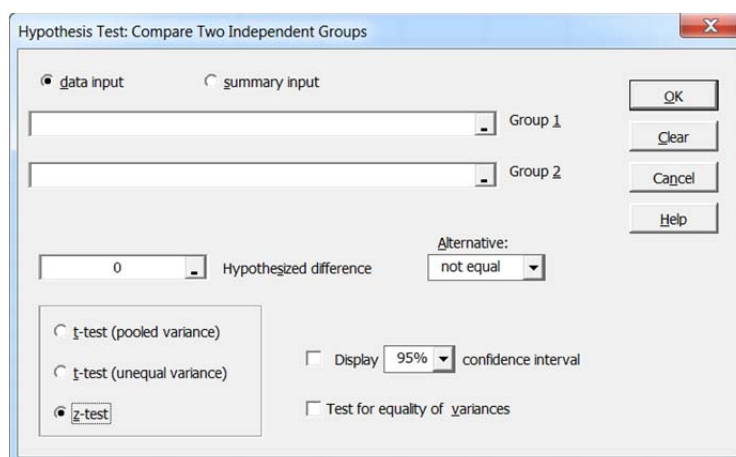 Hypothesis Test: Compare Two Independent Groups
data input summary input
OK
Group 1
Clear
Group 2
Cancel
Help
Alternative:
0 Hypothesized difference not equal
t-test (pooled variance)
Display 95% confidence interval
t-test (unequal variance)
z-test Test for equality of variances